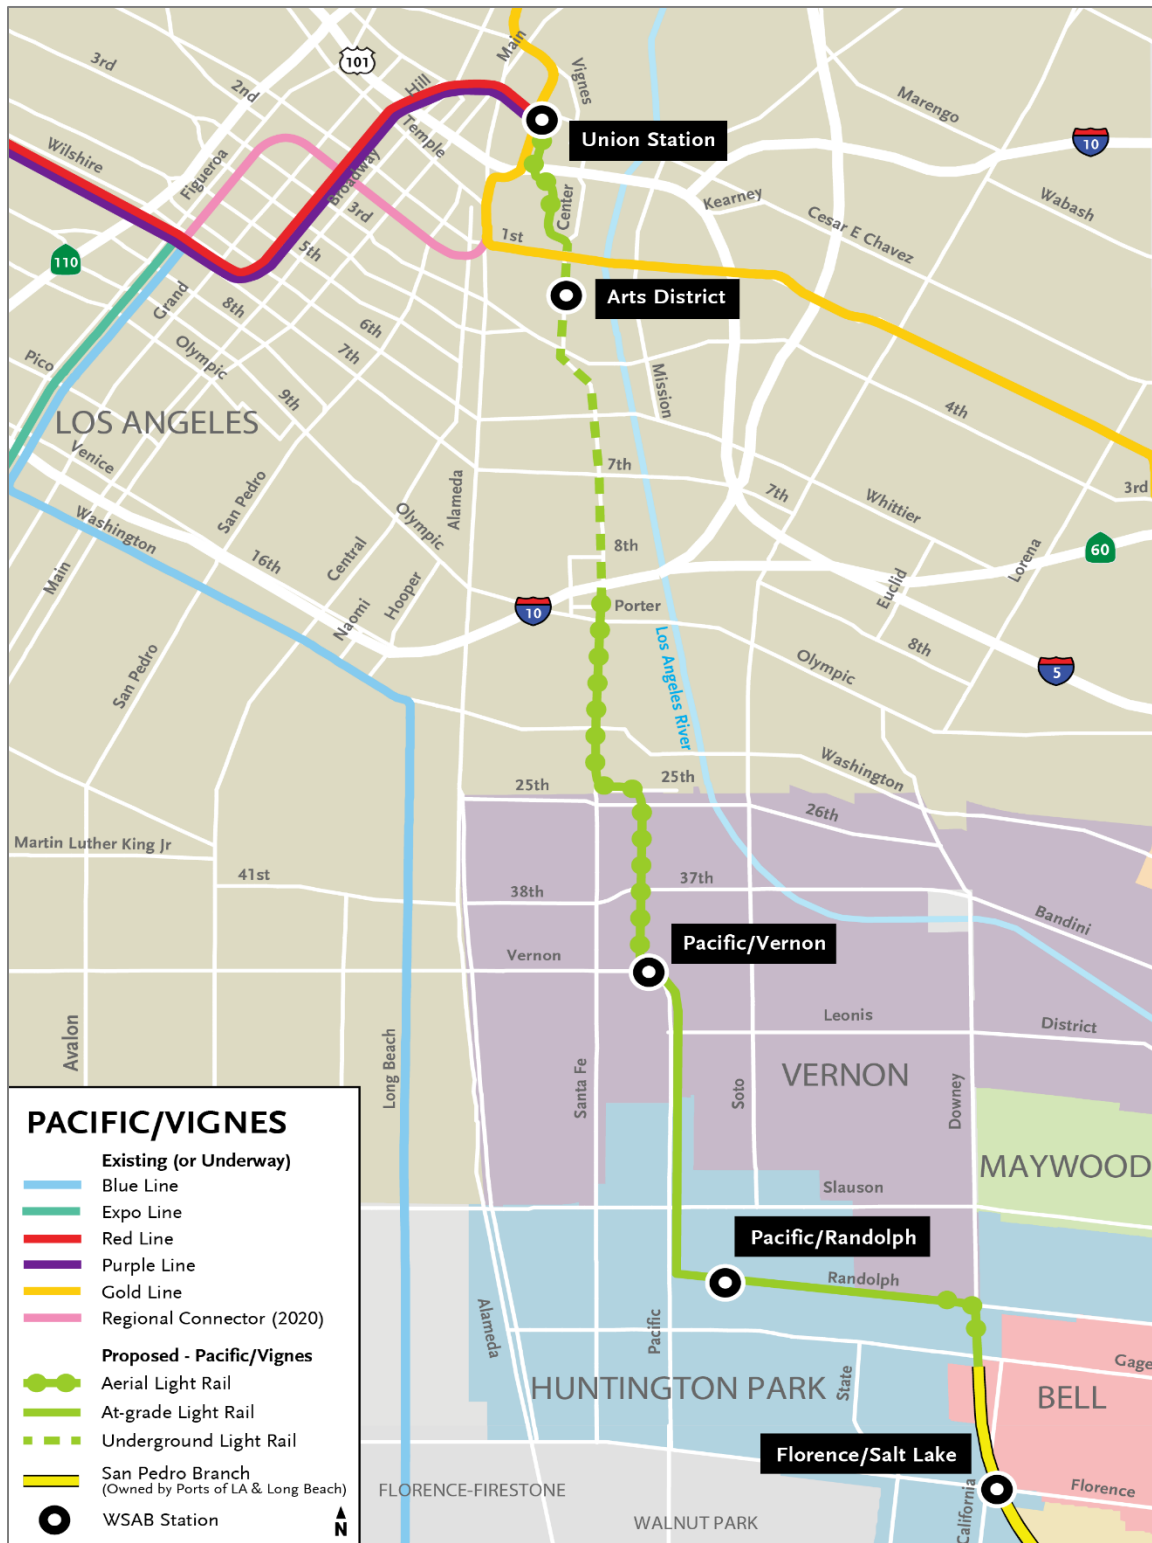 Main
3rd
101
Vignes
2nd
Hill
Marengo
Temple
Union Station
10
Wilshire
Figueroa
Broadway
Kearney
Wabash
3rd
Center
Cesar E Chavez
1st
5th
110
Arts District
Grand
8th
6th
Olympic
7th
Pico
9th
Mission
4th
LOS ANGELES
Venice
7th
San Pedro
Alameda
7th
Whittier
3rd
Washington
Olympic
8th
60
16th
Central
Lorena
Main
Naomi
Hooper
Euclid
10
Porter
8th
San Pedro
Los Angeles River
Olympic
5
Washington
25th
25th
26th
Martin Luther King Jr
41st
38th
37th
Bandini
Pacific/Vernon
Vernon
Leonis
District
Avalon
Long Beach
Santa Fe
Soto
VERNON
Downey
MAYWOOD
Slauson
Pacific/Randolph
Randolph
Alameda
Pacific
State
Gage
HUNTINGTON PARK
BELL
Florence/Salt Lake
FLORENCE-FIRESTONE
California
Florence
WALNUT PARK
PACIFIC/VIGNES
Existing (or Underway)
Blue Line
Expo Line
Red Line
Purple Line
Gold Line
Regional Connector (2020)
Proposed - Pacific/Vignes
Aerial Light Rail
At-grade Light Rail
Underground Light Rail
San Pedro Branch
(Owned by Ports of LA & Long Beach)
WSAB Station
N